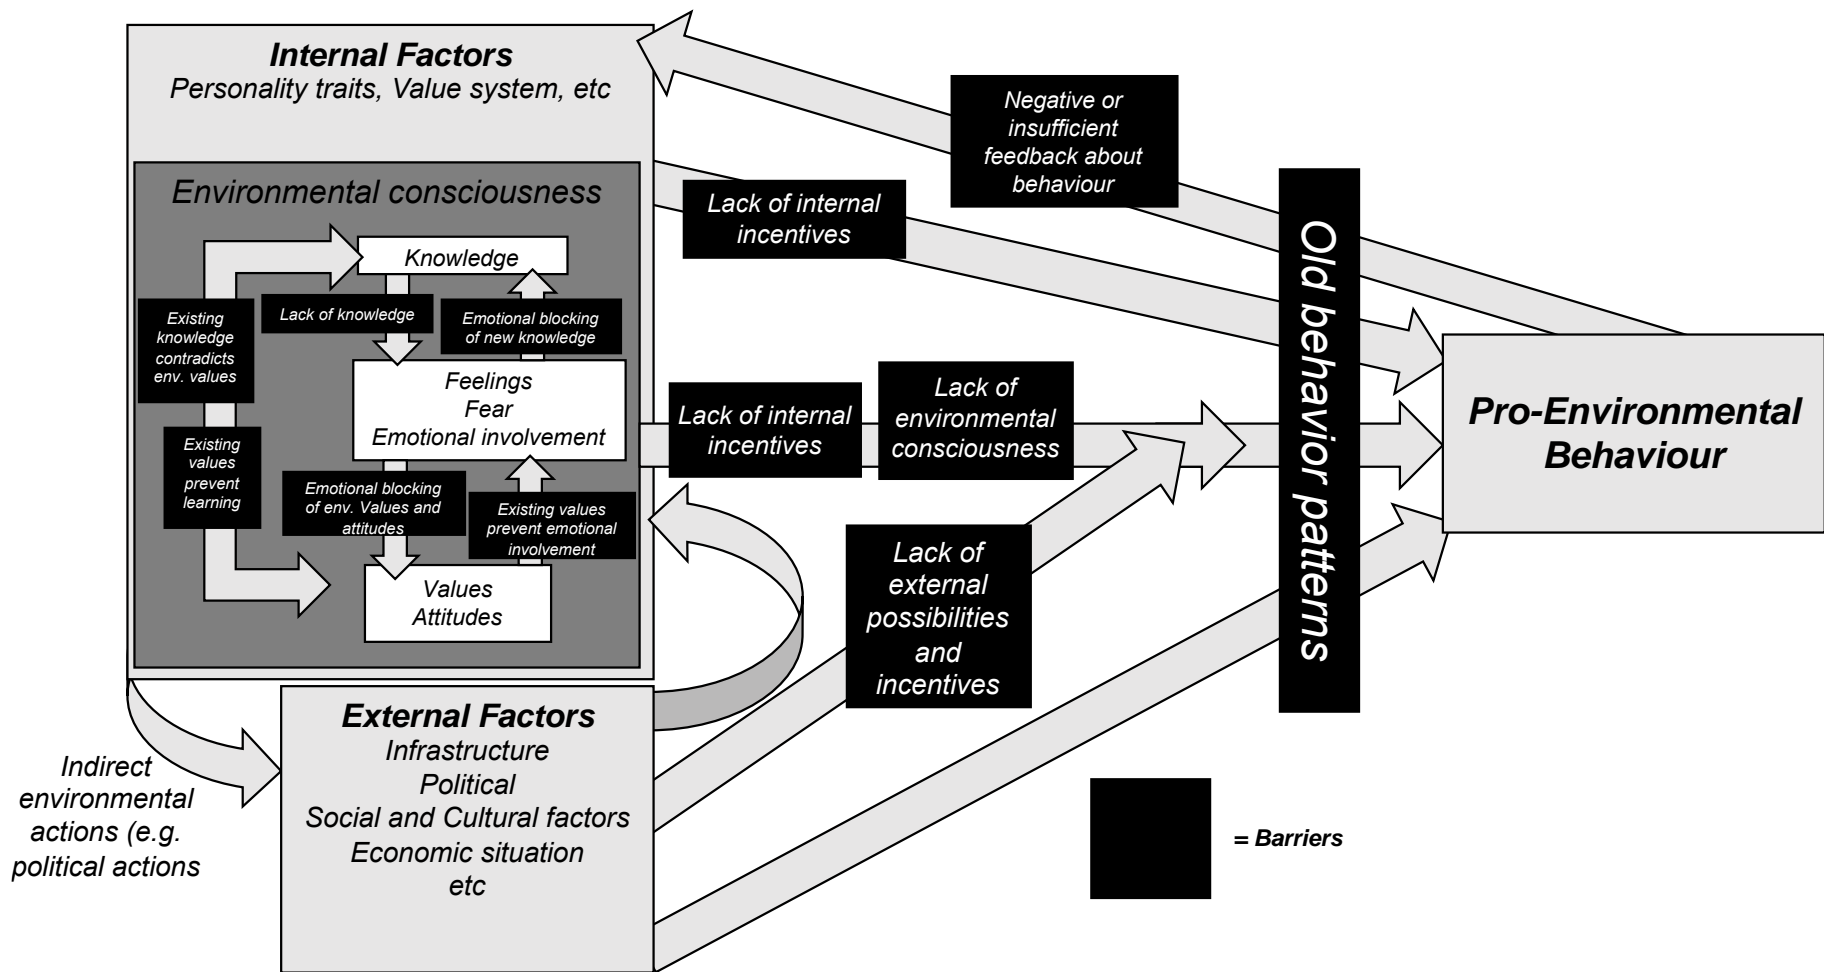 Internal Factors
Personality traits, Value system, etc
Environmental consciousness
Knowledge
Existing
knowledge
contradicts
env. values
Lack of knowledge
Emotional blocking
of new knowledge
Feelings
Fear
Emotional involvement
Existing
values
prevent
learning
Emotional blocking
of env. Values and
attitudes
Existing values
prevent emotional
involvement
Values
Attitudes
Negative or
insufficient
feedback about
behaviour
Lack of internal
incentives
Lack of internal
incentives
Lack of
environmental
consciousness
Lack of
external
possibilities
and
incentives
Old behavior patterns
Pro-Environmental
Behaviour
External Factors
Infrastructure
Political
Social and Cultural factors
Economic situation
etc
Indirect
environmental
actions (e.g.
political actions
= Barriers